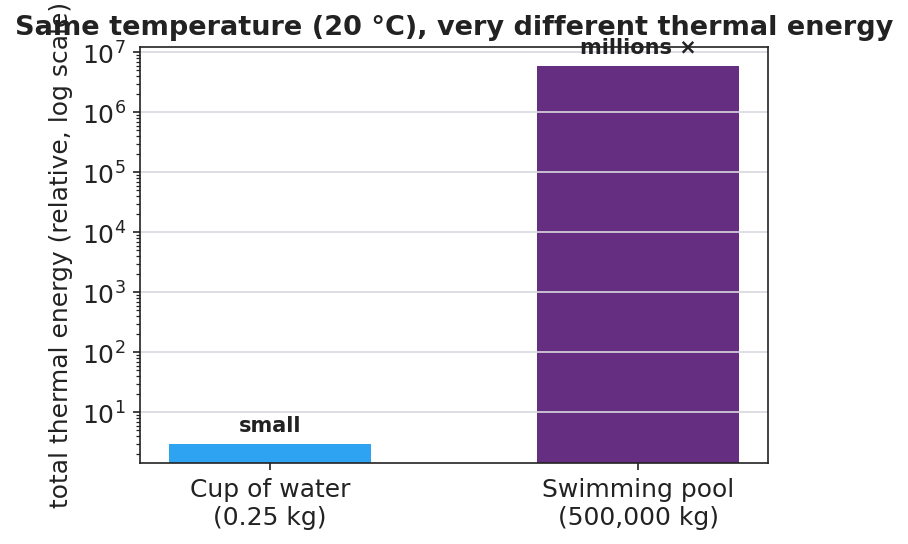 Same temperature (20 °C), very different thermal energy
total thermal energy (relative, log scale)
10⁷
10⁶
10⁵
10⁴
10³
10²
10¹
millions ×
small
Cup of water
(0.25 kg)
Swimming pool
(500,000 kg)